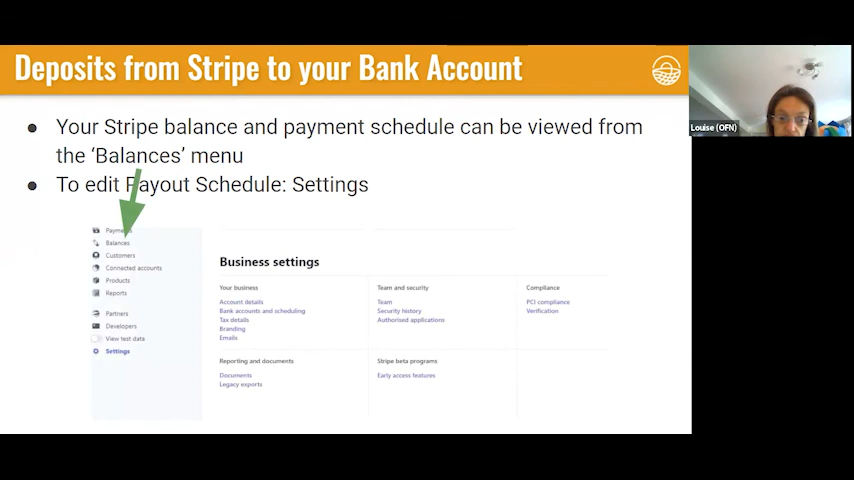 Deposits from Stripe to your Bank Account
● Your Stripe balance and payment schedule can be viewed from
the ‘Balances’ menu
● To edit Payout Schedule: Settings
Louise (OFN)
Payments
Balances
Customers
Connected accounts
Products
Reports
Partners
Developers
View test data
Settings
Business settings
Your business
Account details
Bank accounts and scheduling
Tax details
Branding
Emails
Team and security
Team
Security history
Authorised applications
Compliance
PCI compliance
Verification
Reporting and documents
Documents
Legacy exports
Stripe beta programs
Early access features